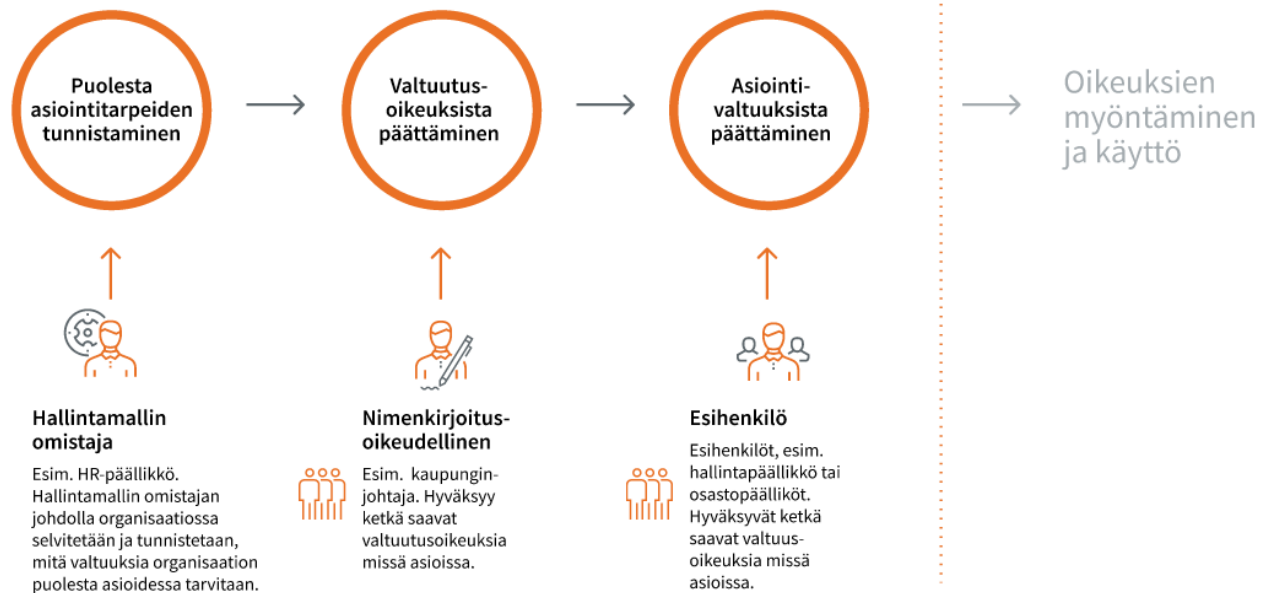 Puolesta
asiointitarpeiden
tunnistaminen
Valtuutus-
oikeuksista
päättäminen
Asiointi-
valtuuksista
päättäminen
Oikeuksien
myöntäminen
ja käyttö
Hallintamallin
omistaja
Esim. HR-päällikkö.
Hallintamallin omistajan
johdolla organisaatiossa
selvitetään ja tunnistetaan,
mitä valtuuksia organisaation
puolesta asioidessa tarvitaan.
Nimenkirjoitus-
oikeudellinen
Esim. kaupungin-
johtaja. Hyväksyy
ketkä saavat
valtuutusoikeuksia
missä asioissa.
Esihenkilö
Esihenkilöt, esim.
hallintapäällikkö tai
osastopäälliköt.
Hyväksyvät ketkä
saavat valtuus-
oikeuksia missä
asioissa.